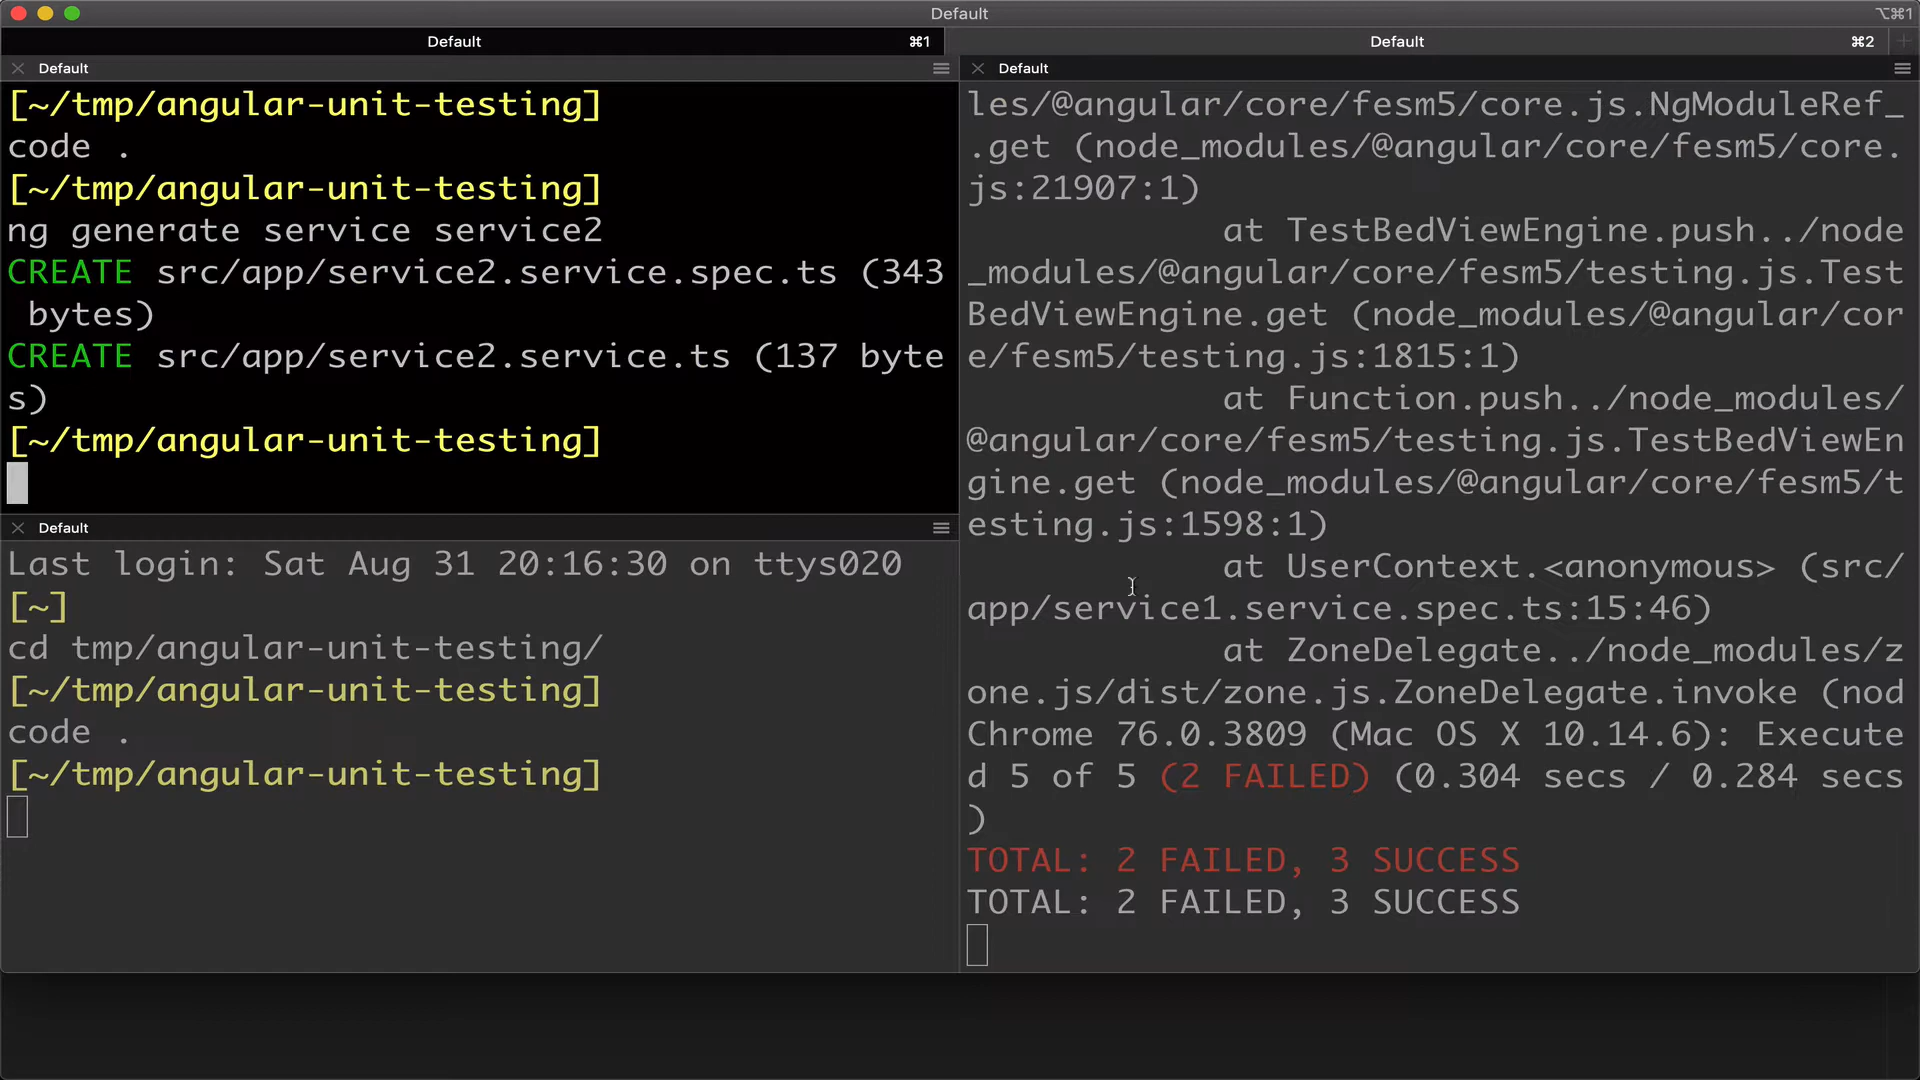 Default
⌥⌘1
Default
⌘1
Default
⌘2
Default
[~/tmp/angular-unit-testing]
code .
[~/tmp/angular-unit-testing]
ng generate service service2
CREATE src/app/service2.service.spec.ts (343
 bytes)
CREATE src/app/service2.service.ts (137 byte
s)
[~/tmp/angular-unit-testing]
Default
Last login: Sat Aug 31 20:16:30 on ttys020
[~]
cd tmp/angular-unit-testing/
[~/tmp/angular-unit-testing]
code .
[~/tmp/angular-unit-testing]
Default
les/@angular/core/fesm5/core.js.NgModuleRef_
.get (node_modules/@angular/core/fesm5/core.
js:21907:1)
at TestBedViewEngine.push../node
_modules/@angular/core/fesm5/testing.js.Test
BedViewEngine.get (node_modules/@angular/cor
e/fesm5/testing.js:1815:1)
at Function.push../node_modules/
@angular/core/fesm5/testing.js.TestBedViewEn
gine.get (node_modules/@angular/core/fesm5/t
esting.js:1598:1)
at UserContext.<anonymous> (src/
app/service1.service.spec.ts:15:46)
at ZoneDelegate../node_modules/z
one.js/dist/zone.js.ZoneDelegate.invoke (nod
Chrome 76.0.3809 (Mac OS X 10.14.6): Execute
d 5 of 5 (2 FAILED) (0.304 secs / 0.284 secs
)
TOTAL: 2 FAILED, 3 SUCCESS
TOTAL: 2 FAILED, 3 SUCCESS